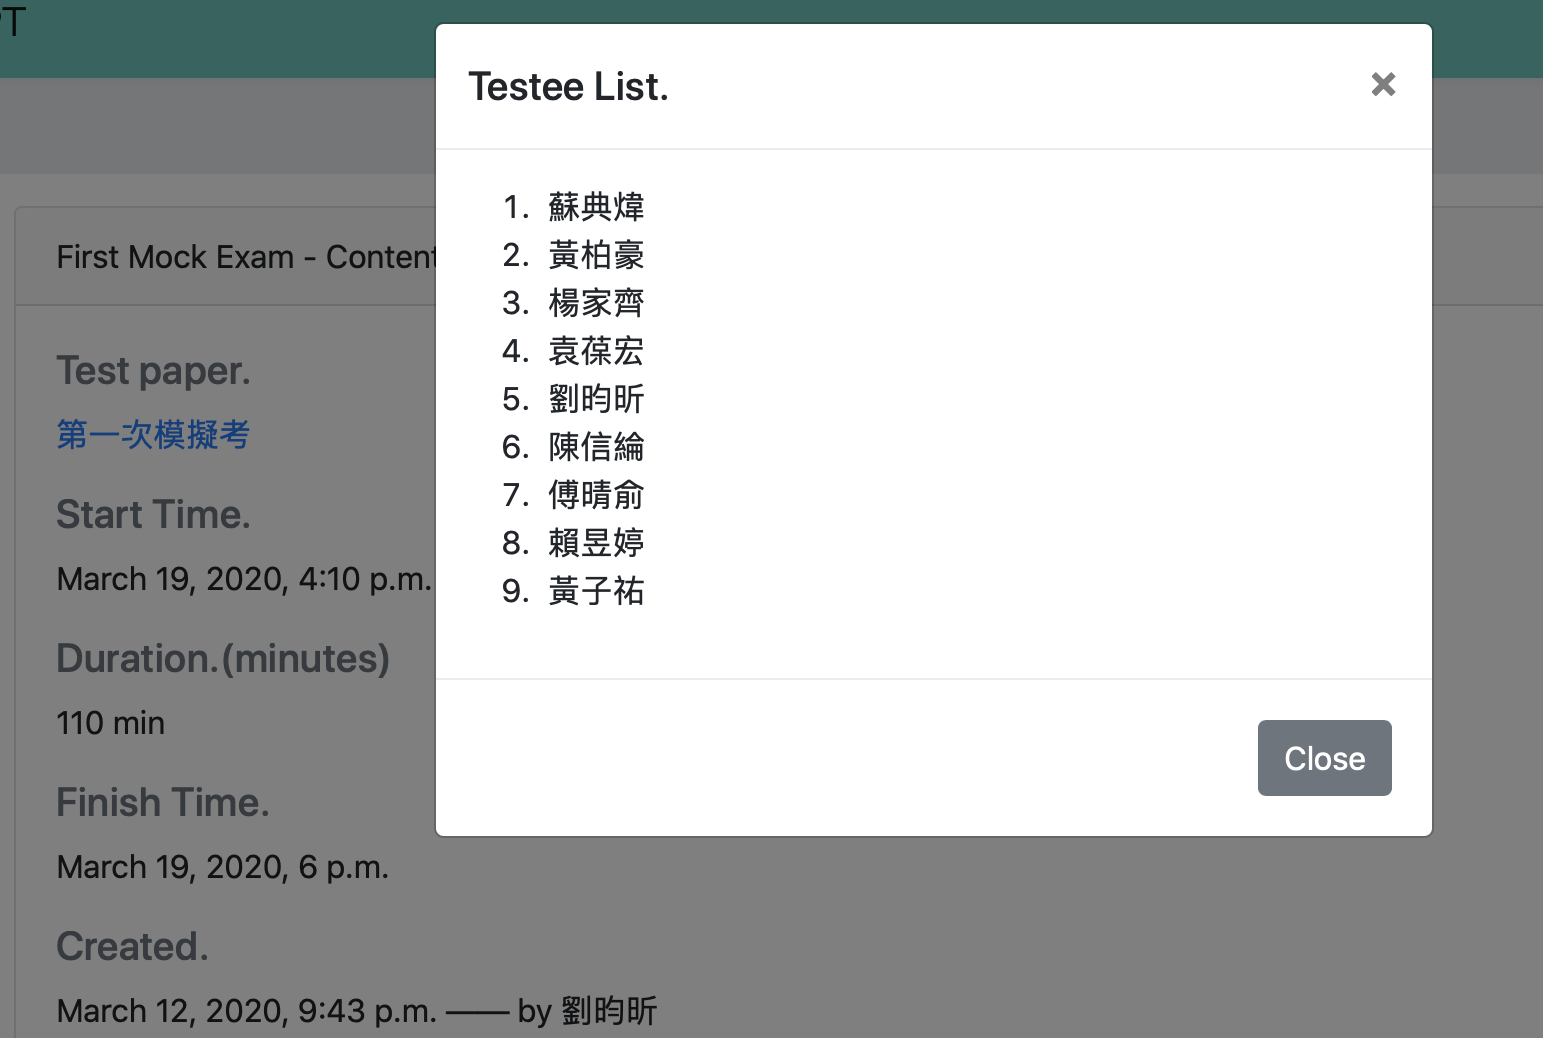 Testee List.
×
1. 蘇典煒
2. 黃柏豪
3. 楊家齊
4. 袁葆宏
5. 劉昀昕
6. 陳信綸
7. 傅晴俞
8. 賴昱婷
9. 黃子祐
Close
First Mock Exam - Content
Test paper.
第一次模擬考
Start Time.
March 19, 2020, 4:10 p.m.
Duration.(minutes)
110 min
Finish Time.
March 19, 2020, 6 p.m.
Created.
March 12, 2020, 9:43 p.m. —— by 劉昀昕